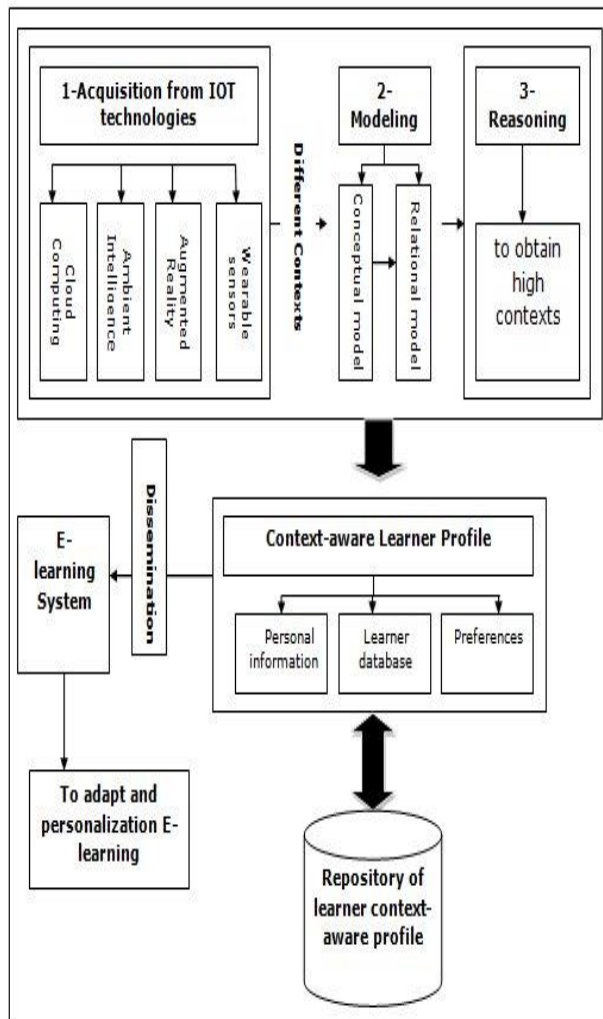 1-Acquisition from IOT
technologies
Cloud
Computing
Ambient
Intelligence
Augmented
Reality
Wearable
sensors
Different Contexts
2-
Modeling
Conceptual model
Relational model
3-
Reasoning
to obtain
high
contexts
Dissemination
E-
learning
System
Context-aware Learner Profile
Personal
information
Learner
database
Preferences
To adapt and
personalization E-
learning
Repository of
learner context-
aware profile